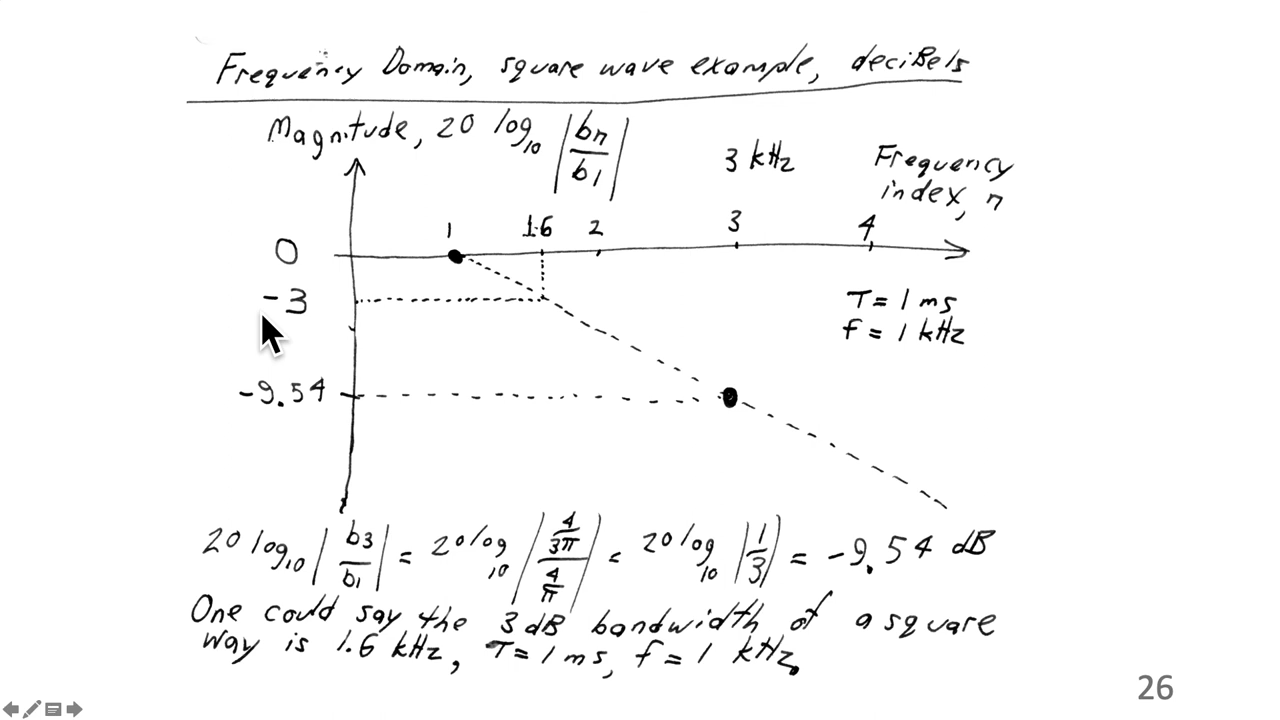 Frequency Domain, square wave example, deciBels
Magnitude, 20 log₁₀ |bn/b1|
3 kHz
Frequency
index, n
1 1.6 2 3 4
0
-3
T = 1 ms
f = 1 kHz
-9.54
20 log₁₀ |b3/b1| = 20 log₁₀ |(4/3π)/(4/π)| = 20 log₁₀ |1/3| = -9.54 dB
One could say the 3 dB bandwidth of a square
way is 1.6 kHz, T = 1 ms, f = 1 kHz.
26